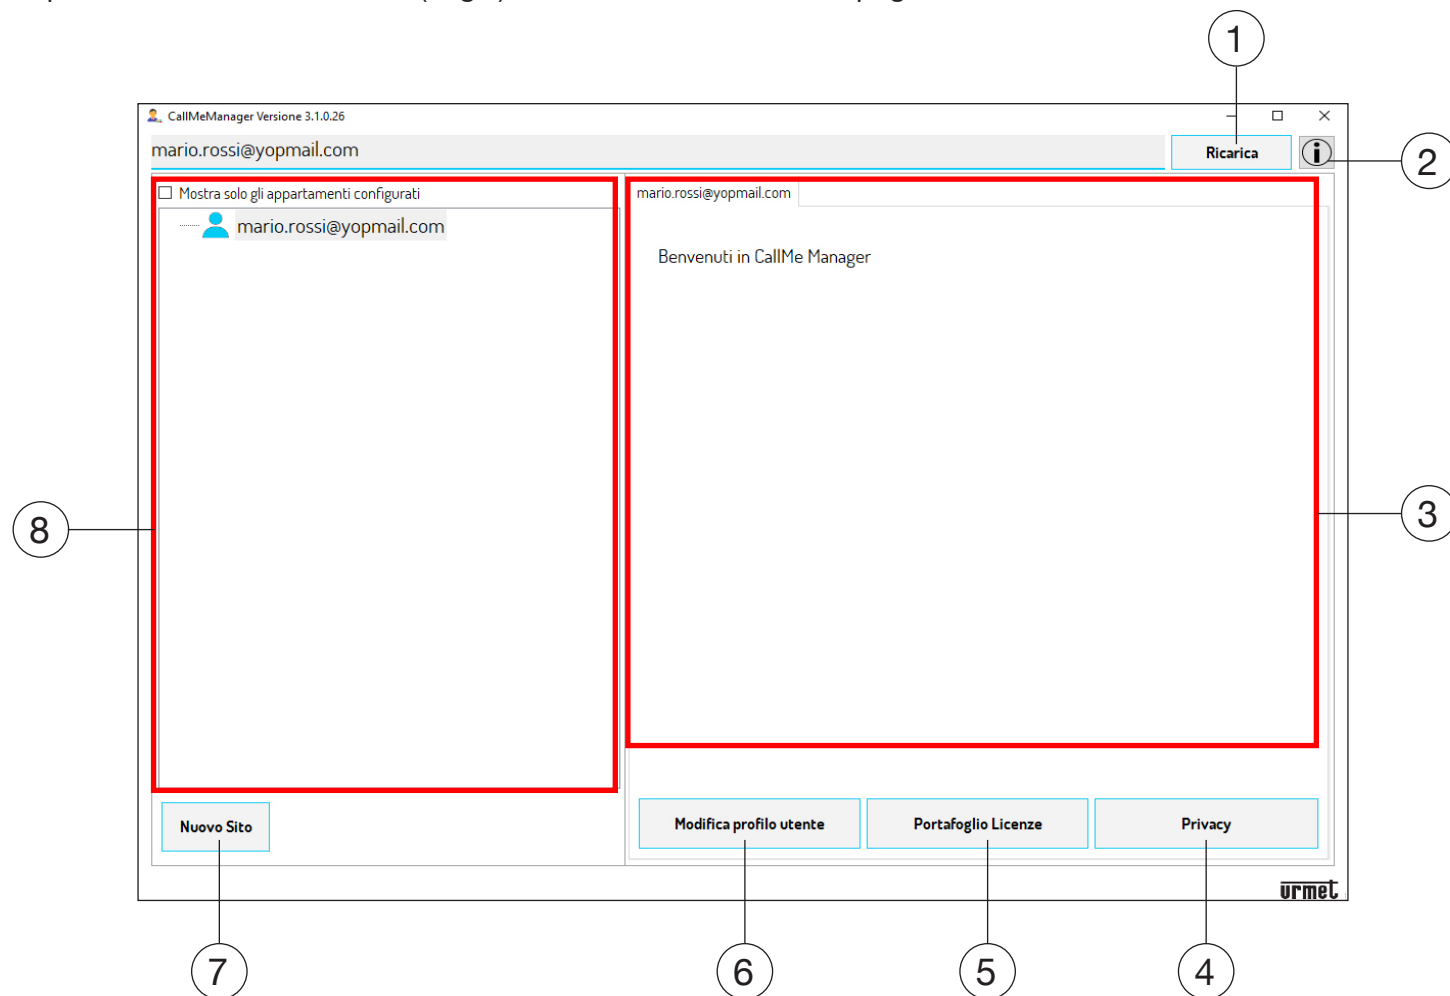 1
CallMeManager Versione 3.1.0.26
mario.rossi@yopmail.com
Ricarica
2
Mostra solo gli appartamenti configurati
mario.rossi@yopmail.com
mario.rossi@yopmail.com
Benvenuti in CallMe Manager
3
8
Nuovo Sito
Modifica profilo utente
Portafoglio Licenze
Privacy
urmet
7
6
5
4